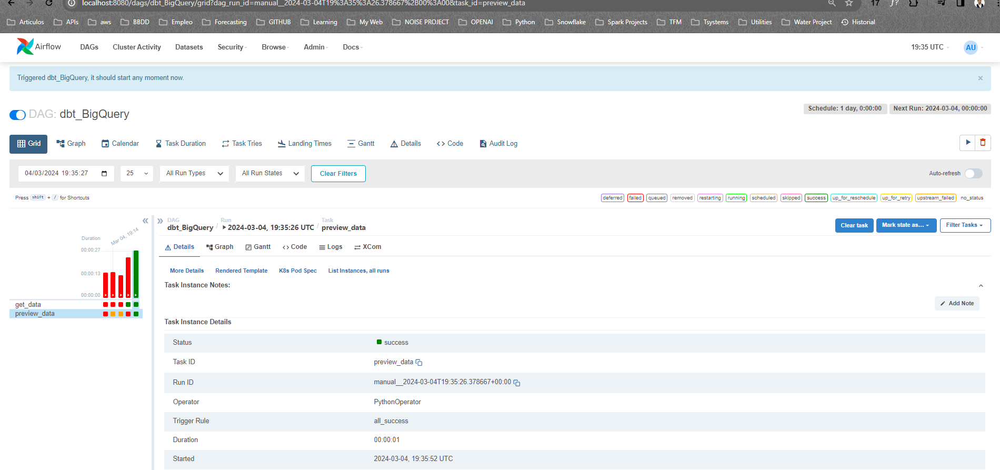 localhost:8080/dags/dbt_BigQuery/grid?dag_run_id=manual__2024-03-04T19%3A35%3A26.378667%2B00%3A00&task_id=preview_data
Articulos APIs aws BBDD Empleo Forecasting GITHUB Learning My Web NOISE PROJECT OPENAI Python Snowflake Spark Projects TFM Tsystems Utilities Water Project Historial
Airflow DAGs Cluster Activity Datasets Security Browse Admin Docs 19:35 UTC AU
Triggered dbt_BigQuery, it should start any moment now. ×
DAG: dbt_BigQuery Schedule: 1 day, 0:00:00 Next Run: 2024-03-04, 00:00:00
Grid Graph Calendar Task Duration Task Tries Landing Times Gantt Details Code Audit Log
04/03/2024 19:35:27 25 All Run Types All Run States Clear Filters Auto-refresh
Press shift + / for Shortcuts deferred failed queued removed restarting running scheduled skipped success up_for_reschedule up_for_retry upstream_failed no_status
DAG Run Task
dbt_BigQuery / 2024-03-04, 19:35:26 UTC / preview_data Clear task Mark state as... Filter Tasks
Mar 04, 19:14
Duration
00:00:27
00:00:13
00:00:00
get_data
preview_data
Details Graph Gantt Code Logs XCom
More Details Rendered Template K8s Pod Spec List Instances, all runs
Task Instance Notes:
Add Note
Task Instance Details
Status success
Task ID preview_data
Run ID manual__2024-03-04T19:35:26.378667+00:00
Operator PythonOperator
Trigger Rule all_success
Duration 00:00:01
Started 2024-03-04, 19:35:52 UTC